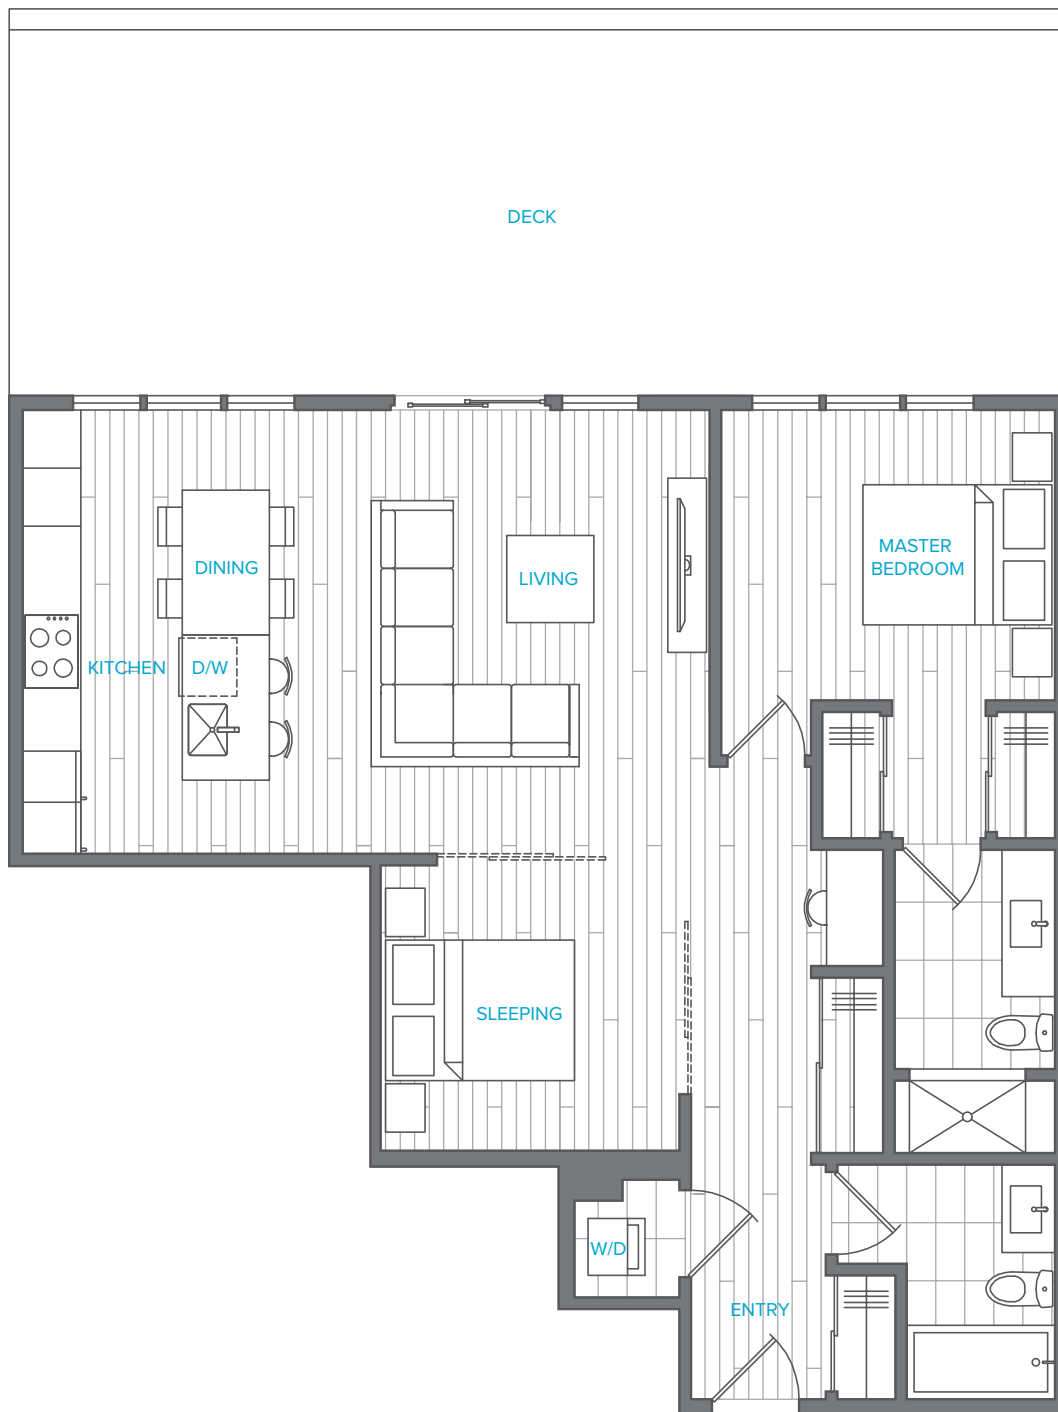 DECK
MASTER
BEDROOM
DINING
LIVING
KITCHEN
D/W
SLEEPING
W/D
ENTRY